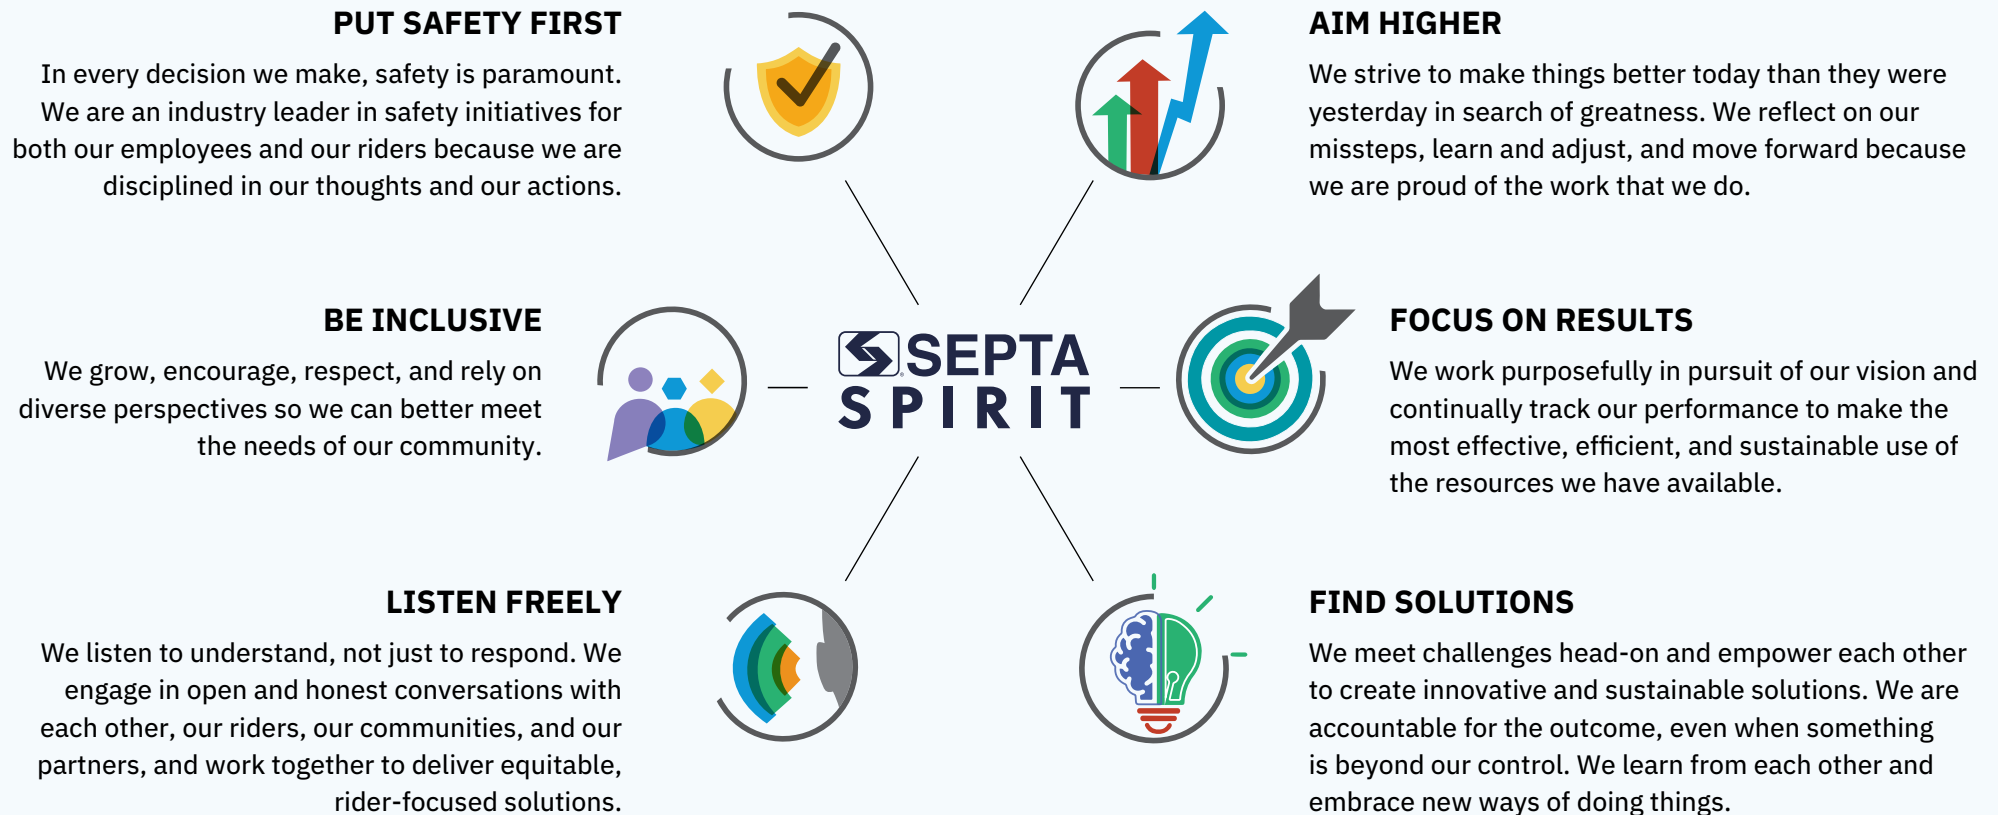 PUT SAFETY FIRST
In every decision we make, safety is paramount.
We are an industry leader in safety initiatives for
both our employees and our riders because we are
disciplined in our thoughts and our actions.
AIM HIGHER
We strive to make things better today than they were
yesterday in search of greatness. We reflect on our
missteps, learn and adjust, and move forward because
we are proud of the work that we do.
BE INCLUSIVE
We grow, encourage, respect, and rely on
diverse perspectives so we can better meet
the needs of our community.
SEPTA
SPIRIT
FOCUS ON RESULTS
We work purposefully in pursuit of our vision and
continually track our performance to make the
most effective, efficient, and sustainable use of
the resources we have available.
LISTEN FREELY
We listen to understand, not just to respond. We
engage in open and honest conversations with
each other, our riders, our communities, and our
partners, and work together to deliver equitable,
rider-focused solutions.
FIND SOLUTIONS
We meet challenges head-on and empower each other
to create innovative and sustainable solutions. We are
accountable for the outcome, even when something
is beyond our control. We learn from each other and
embrace new ways of doing things.